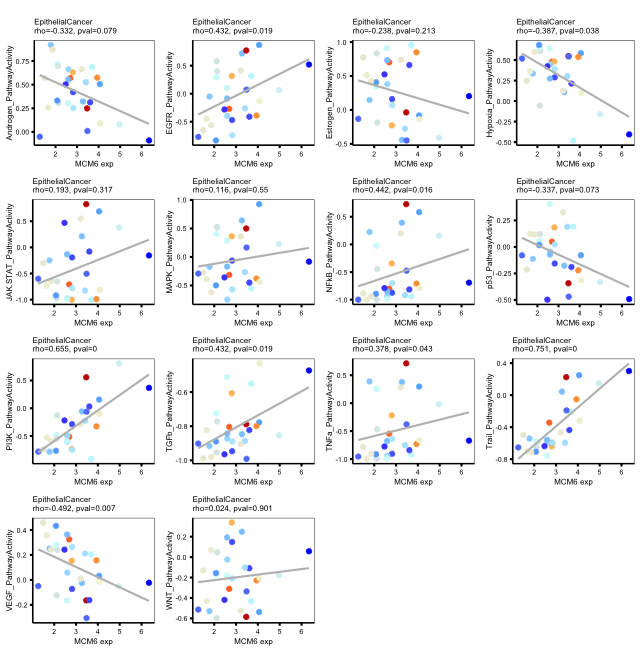 EpithelialCancer
rho=-0.332, pval=0.079
Androgen_PathwayActivity
0.75
0.50
0.25
0.00
2 3 4 5 6
MCM6 exp
EpithelialCancer
rho=0.432, pval=0.019
EGFR_PathwayActivity
1.0
0.5
0.0
-0.5
2 3 4 5 6
MCM6 exp
EpithelialCancer
rho=-0.238, pval=0.213
Estrogen_PathwayActivity
1.0
0.5
0.0
-0.5
2 3 4 5 6
MCM6 exp
EpithelialCancer
rho=-0.387, pval=0.038
Hypoxia_PathwayActivity
0.50
0.25
0.00
-0.25
-0.50
2 3 4 5 6
MCM6 exp
EpithelialCancer
rho=0.193, pval=0.317
JAK-STAT_PathwayActivity
0.5
0.0
-0.5
-1.0
2 3 4 5 6
MCM6 exp
EpithelialCancer
rho=0.116, pval=0.55
MAPK_PathwayActivity
1.0
0.5
0.0
-0.5
2 3 4 5 6
MCM6 exp
EpithelialCancer
rho=0.442, pval=0.016
NFkB_PathwayActivity
0.5
0.0
-0.5
-1.0
2 3 4 5 6
MCM6 exp
EpithelialCancer
rho=-0.337, pval=0.073
p53_PathwayActivity
0.25
0.00
-0.25
-0.50
2 3 4 5 6
MCM6 exp
EpithelialCancer
rho=0.655, pval=0
PI3K_PathwayActivity
0.5
0.0
-0.5
2 3 4 5 6
MCM6 exp
EpithelialCancer
rho=0.432, pval=0.019
TGFb_PathwayActivity
-0.6
-0.8
-1.0
2 3 4 5 6
MCM6 exp
EpithelialCancer
rho=0.378, pval=0.043
TNFa_PathwayActivity
0.5
0.0
-0.5
-1.0
2 3 4 5 6
MCM6 exp
EpithelialCancer
rho=0.751, pval=0
Trail_PathwayActivity
0.4
0.0
-0.4
-0.8
2 3 4 5 6
MCM6 exp
EpithelialCancer
rho=-0.492, pval=0.007
VEGF_PathwayActivity
0.4
0.2
0.0
-0.2
2 3 4 5 6
MCM6 exp
EpithelialCancer
rho=0.024, pval=0.901
WNT_PathwayActivity
0.2
0.0
-0.2
-0.4
-0.6
2 3 4 5 6
MCM6 exp